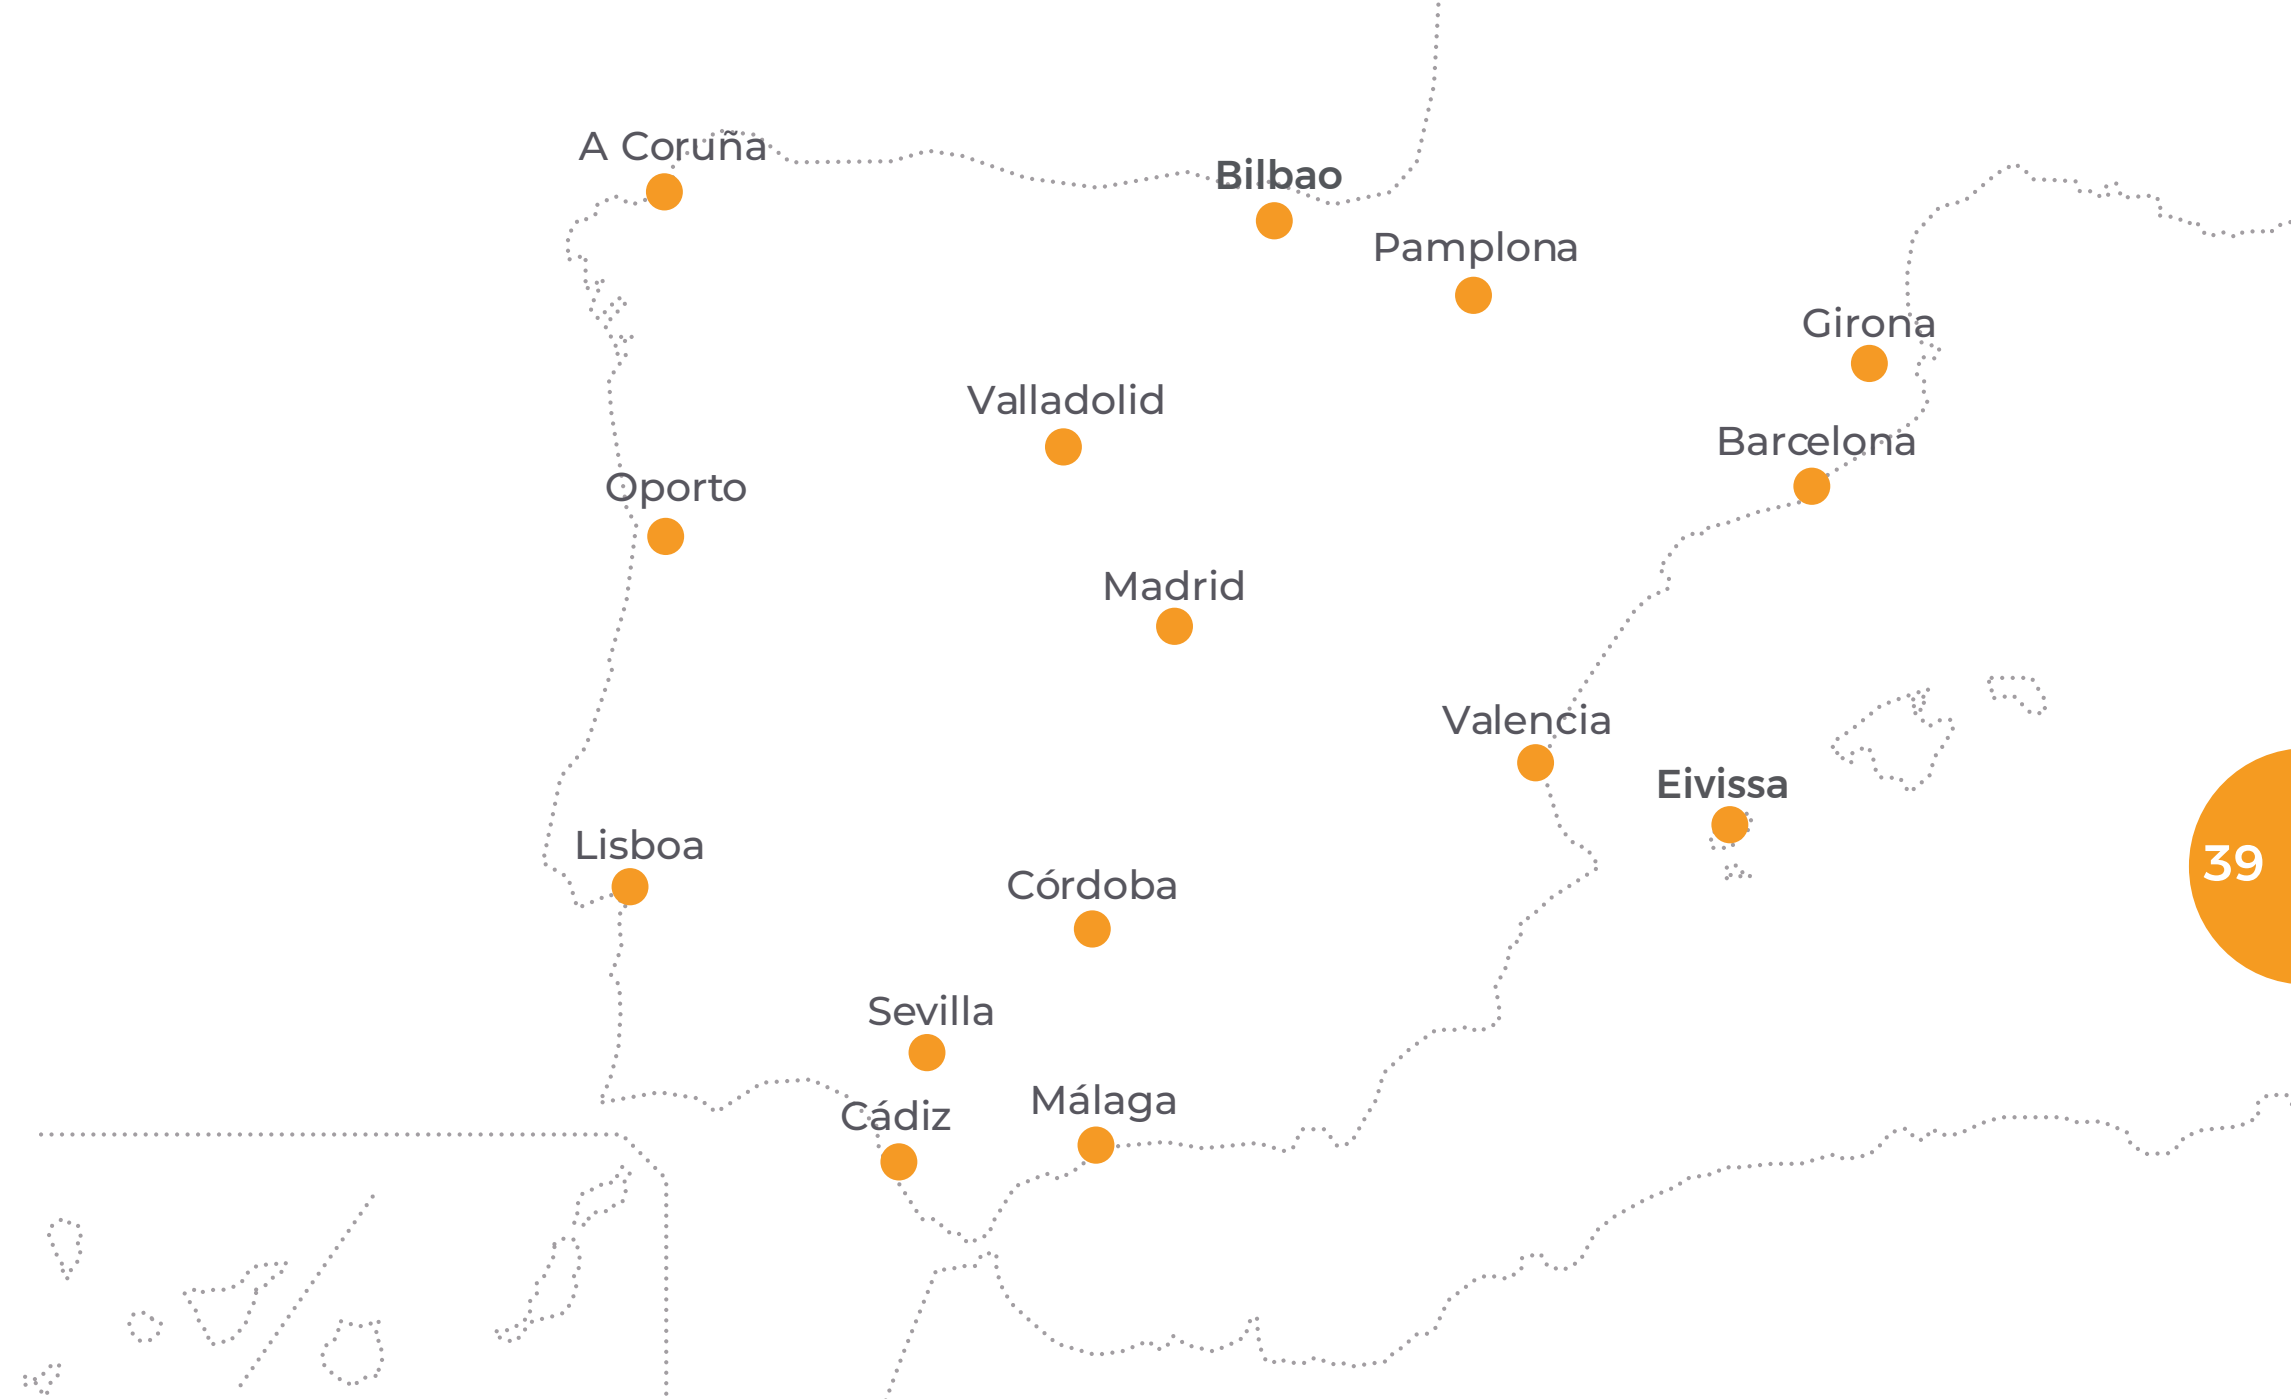 A Coruña
Bilbao
Pamplona
Girona
Valladolid
Barcelona
Oporto
Madrid
Valencia
Eivissa
Lisboa
39
Córdoba
Sevilla
Málaga
Cádiz